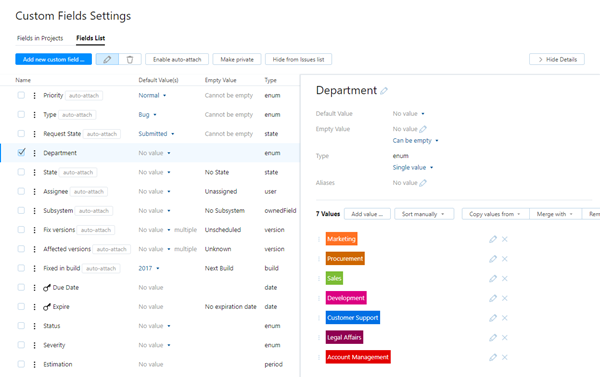 Custom Fields Settings
Fields in Projects Fields List
Add new custom field ... Enable auto-attach Make private Hide from Issues list > Hide Details
Name Default Value(s) Empty Value Type
Priority auto-attach Normal Cannot be empty enum
Type auto-attach Bug Cannot be empty enum
Request State auto-attach Submitted Cannot be empty state
Department No value enum
State auto-attach No value No State state
Assignee auto-attach No value Unassigned user
Subsystem auto-attach No value No Subsystem ownedField
Fix versions auto-attach No value multiple Unscheduled version
Affected versions auto-attach No value multiple Unknown version
Fixed in build auto-attach 2017 Next Build build
Due Date No value date
Expire No value No expiration date date
Status No value enum
Severity No value enum
Estimation No value period
Department
Default Value No value
Empty Value No value
Can be empty
Type enum
Single value
Aliases No value
7 Values Add value ... Sort manually Copy values from Merge with Rem
Marketing
Procurement
Sales
Development
Customer Support
Legal Affairs
Account Management